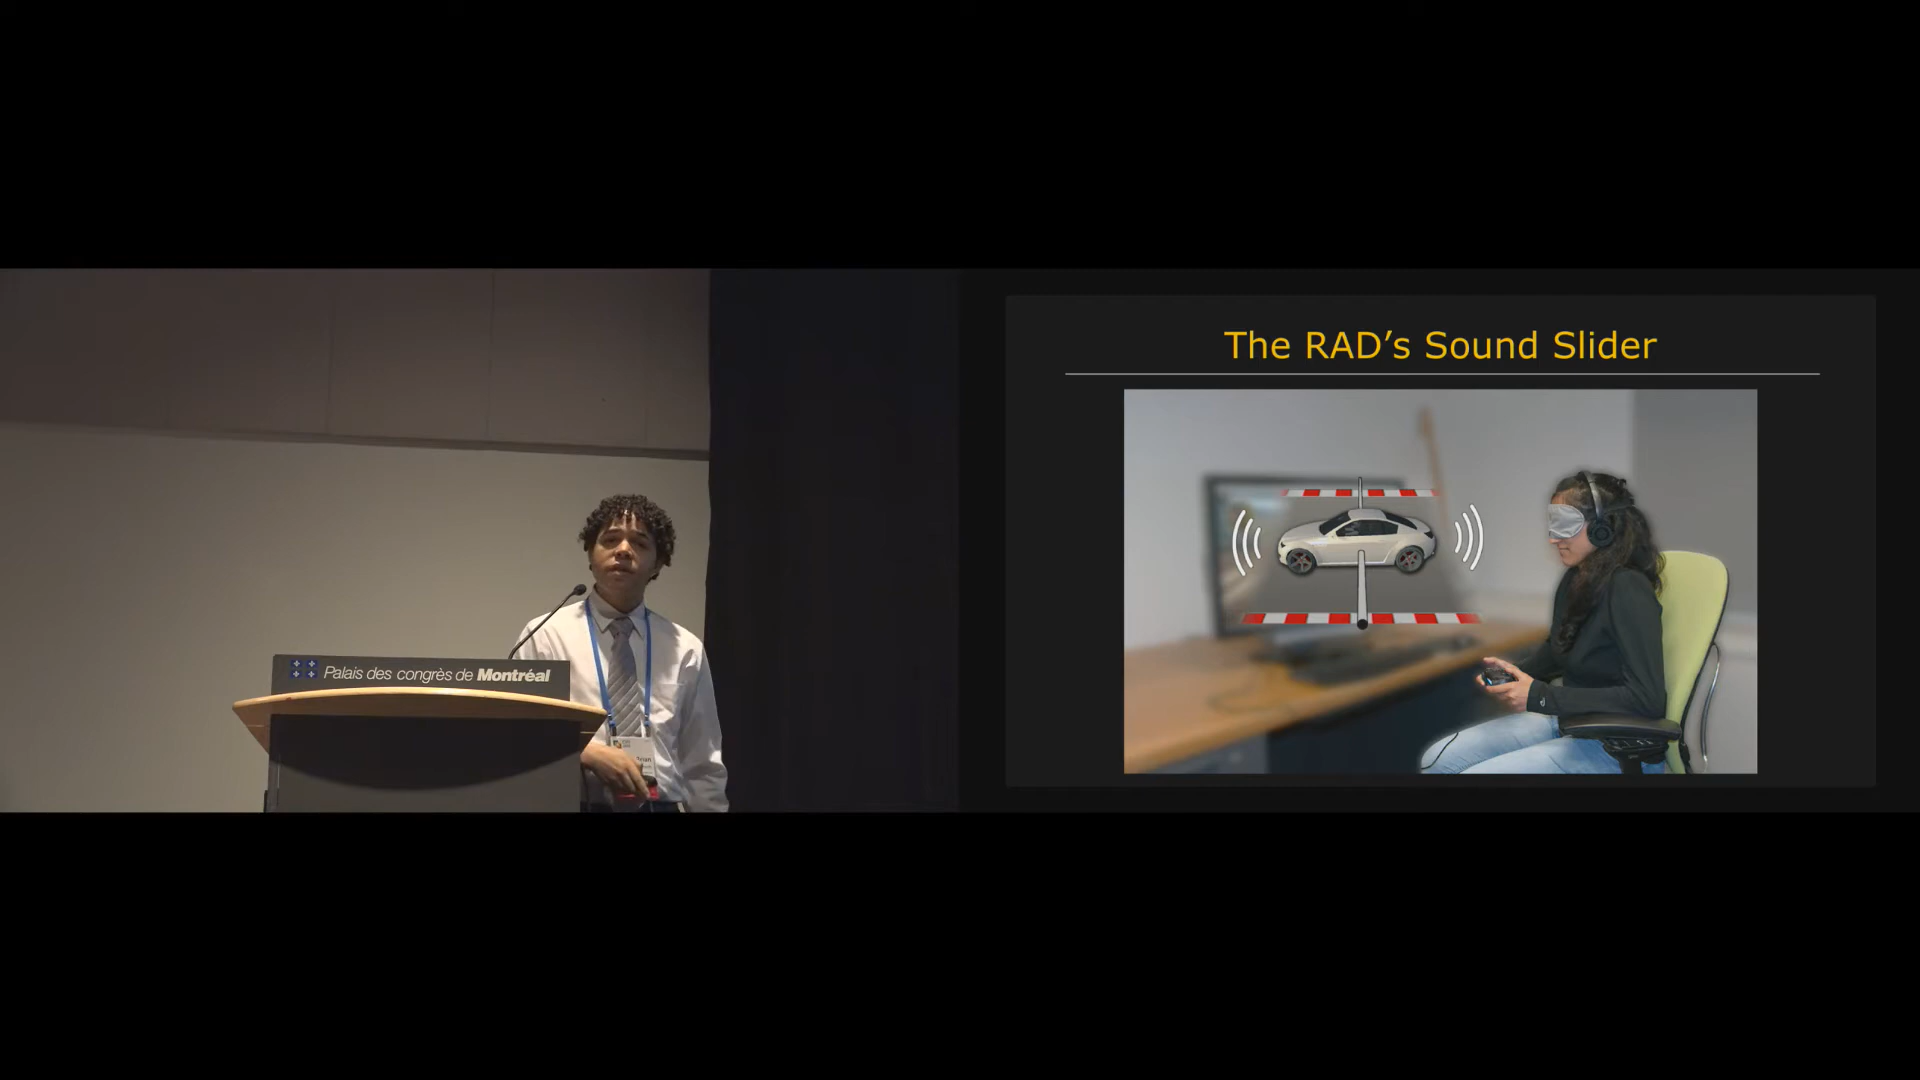 Palais des congrès de Montréal
The RAD’s Sound Slider